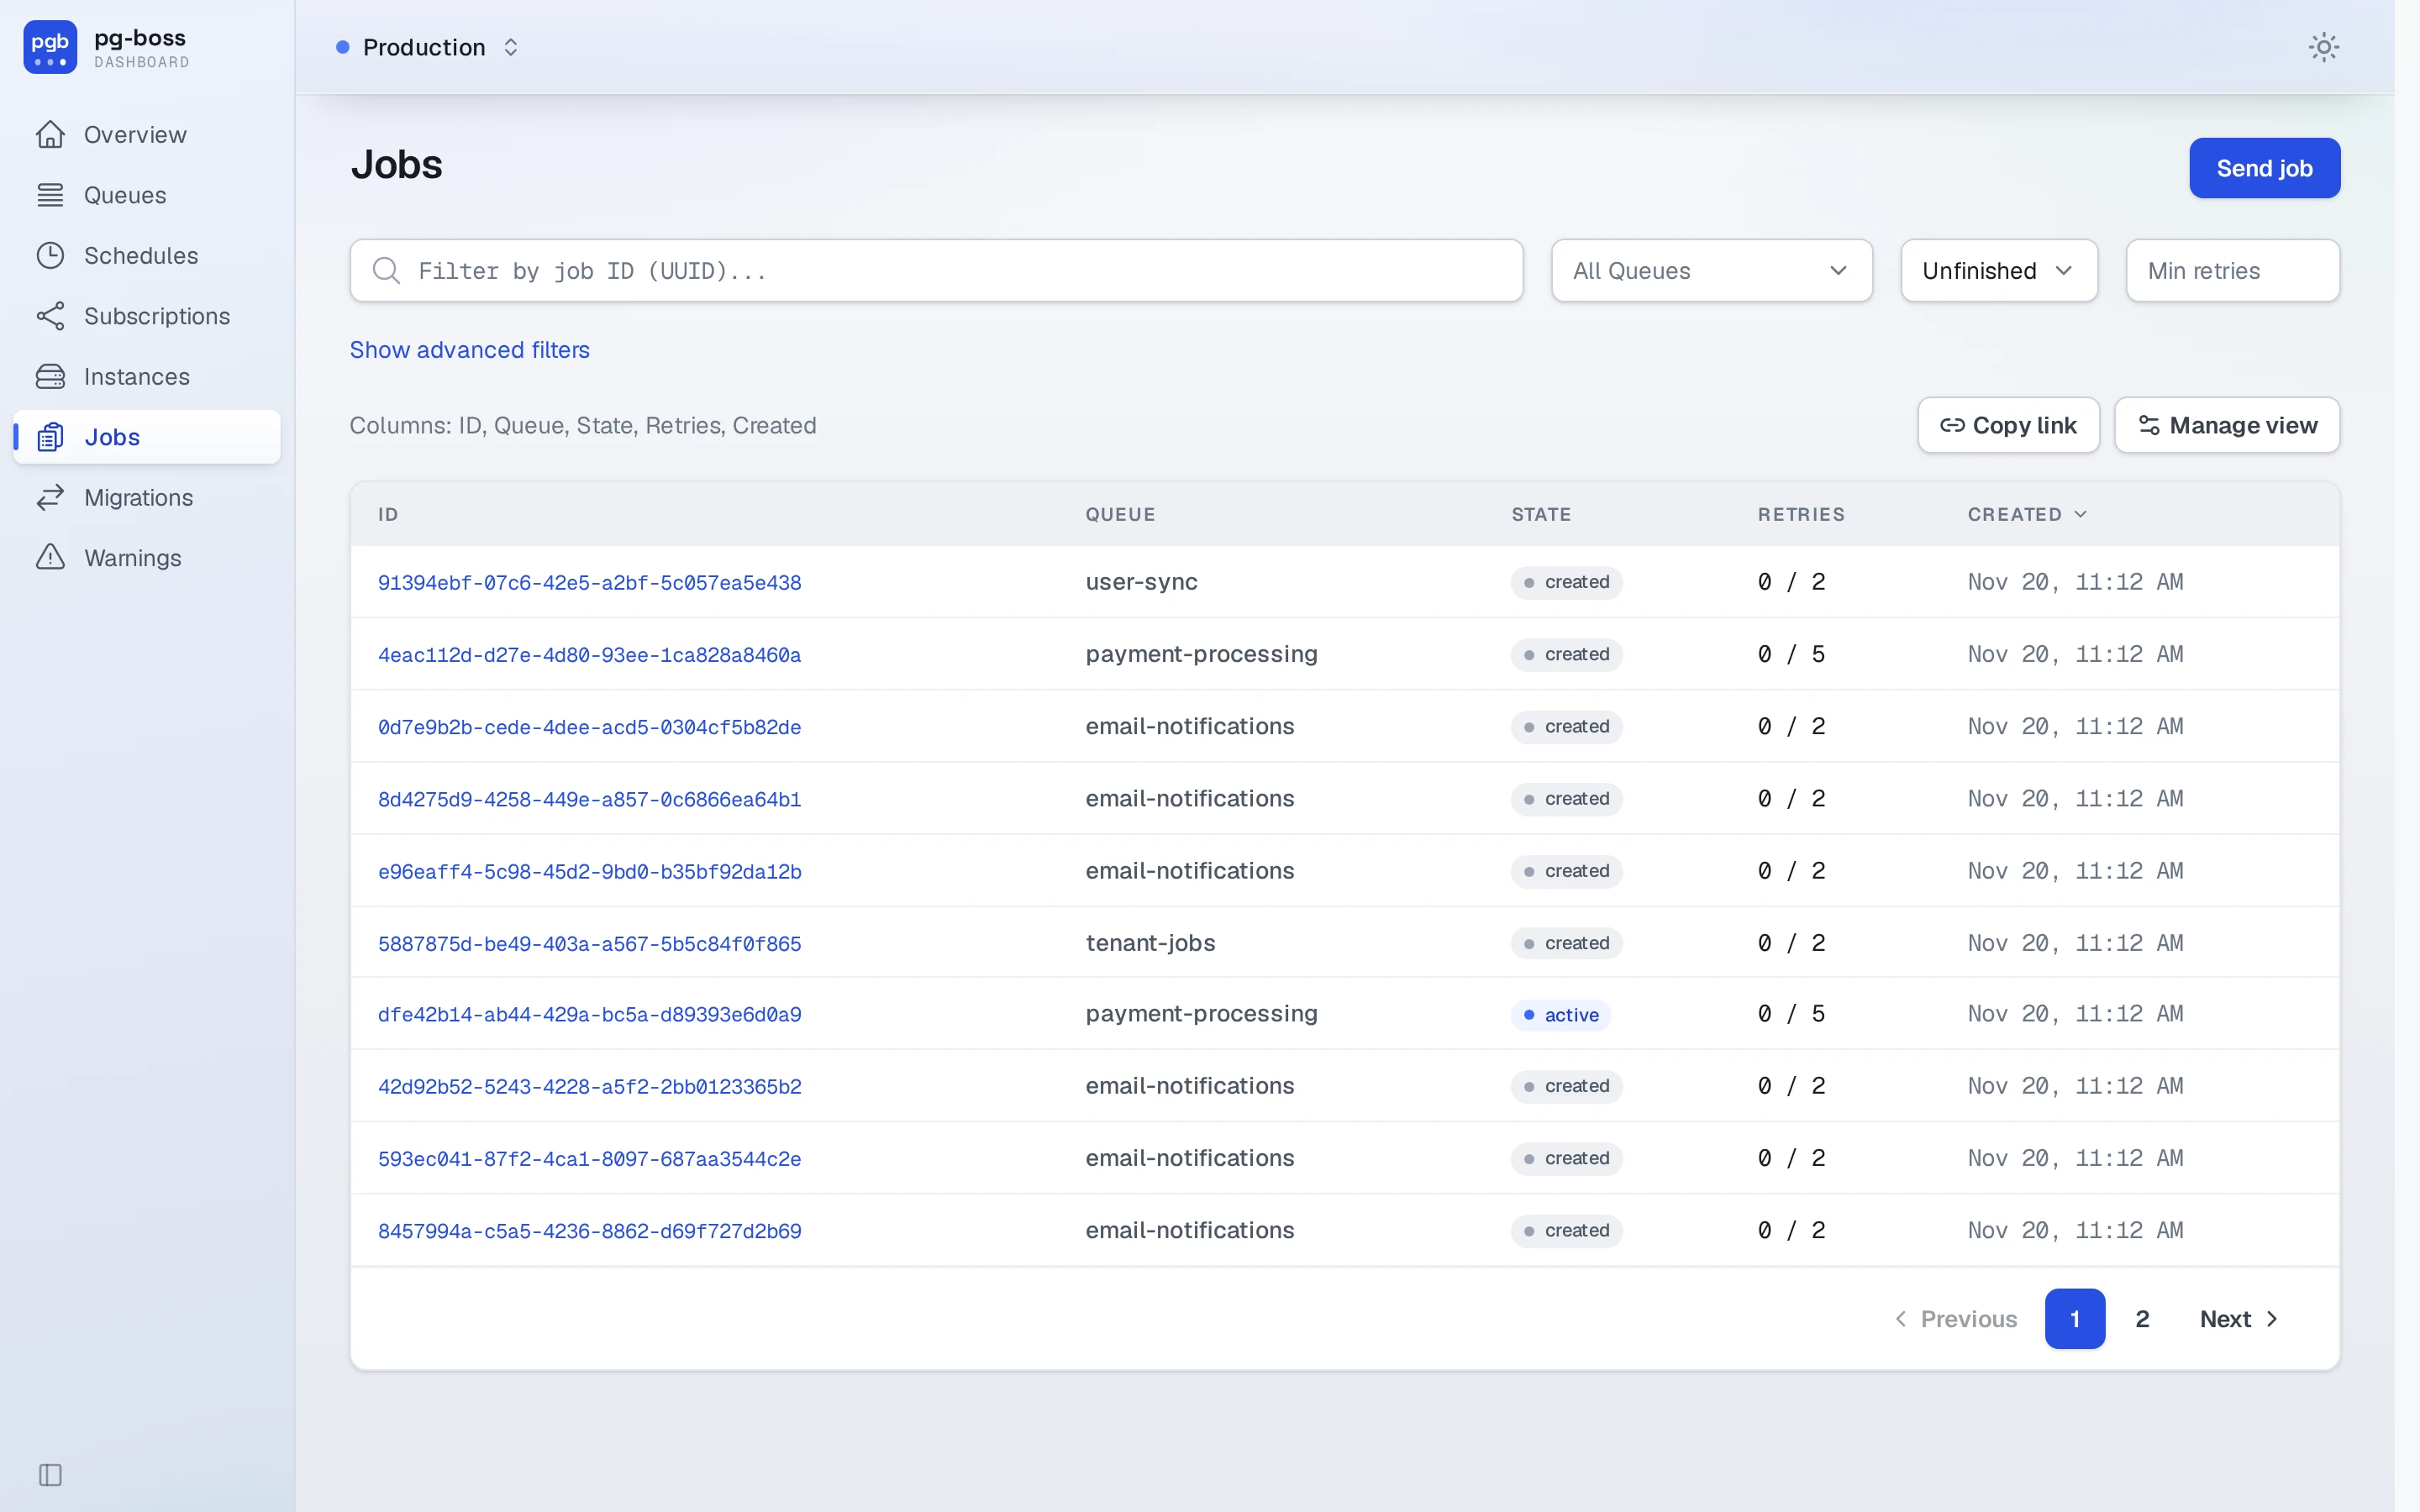 pgb
pg-boss
DASHBOARD
Overview
Queues
Schedules
Subscriptions
Instances
Jobs
Migrations
Warnings
Production
Jobs
Send job
Filter by job ID (UUID)...
All Queues
Unfinished
Min retries
Show advanced filters
Columns: ID, Queue, State, Retries, Created
Copy link
Manage view
ID QUEUE STATE RETRIES CREATED
91394ebf-07c6-42e5-a2bf-5c057ea5e438 user-sync created 0 / 2 Nov 20, 11:12 AM
4eac112d-d27e-4d80-93ee-1ca828a8460a payment-processing created 0 / 5 Nov 20, 11:12 AM
0d7e9b2b-cede-4dee-acd5-0304cf5b82de email-notifications created 0 / 2 Nov 20, 11:12 AM
8d4275d9-4258-449e-a857-0c6866ea64b1 email-notifications created 0 / 2 Nov 20, 11:12 AM
e96eaff4-5c98-45d2-9bd0-b35bf92da12b email-notifications created 0 / 2 Nov 20, 11:12 AM
5887875d-be49-403a-a567-5b5c84f0f865 tenant-jobs created 0 / 2 Nov 20, 11:12 AM
dfe42b14-ab44-429a-bc5a-d89393e6d0a9 payment-processing active 0 / 5 Nov 20, 11:12 AM
42d92b52-5243-4228-a5f2-2bb0123365b2 email-notifications created 0 / 2 Nov 20, 11:12 AM
593ec041-87f2-4ca1-8097-687aa3544c2e email-notifications created 0 / 2 Nov 20, 11:12 AM
8457994a-c5a5-4236-8862-d69f727d2b69 email-notifications created 0 / 2 Nov 20, 11:12 AM
Previous 1 2 Next